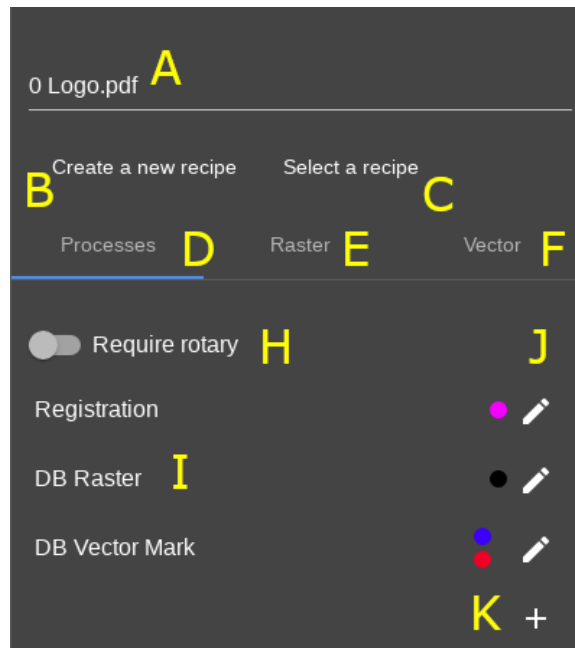 0 Logo.pdf A
B Create a new recipe Select a recipe C
Processes D Raster E Vector F
Require rotary H J
Registration
DB Raster I
DB Vector Mark
K +